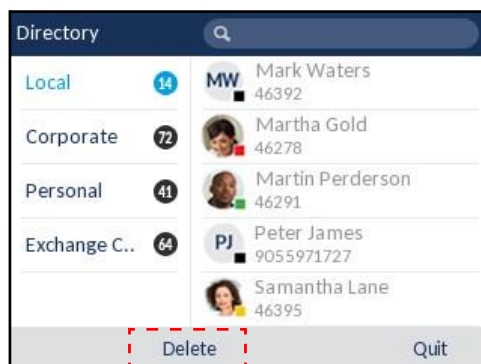 Directory
Local 14
Corporate 72
Personal 41
Exchange C.. 64
MW Mark Waters
46392
Martha Gold
46278
Martin Perderson
46291
PJ Peter James
9055971727
Samantha Lane
46395
Delete Quit